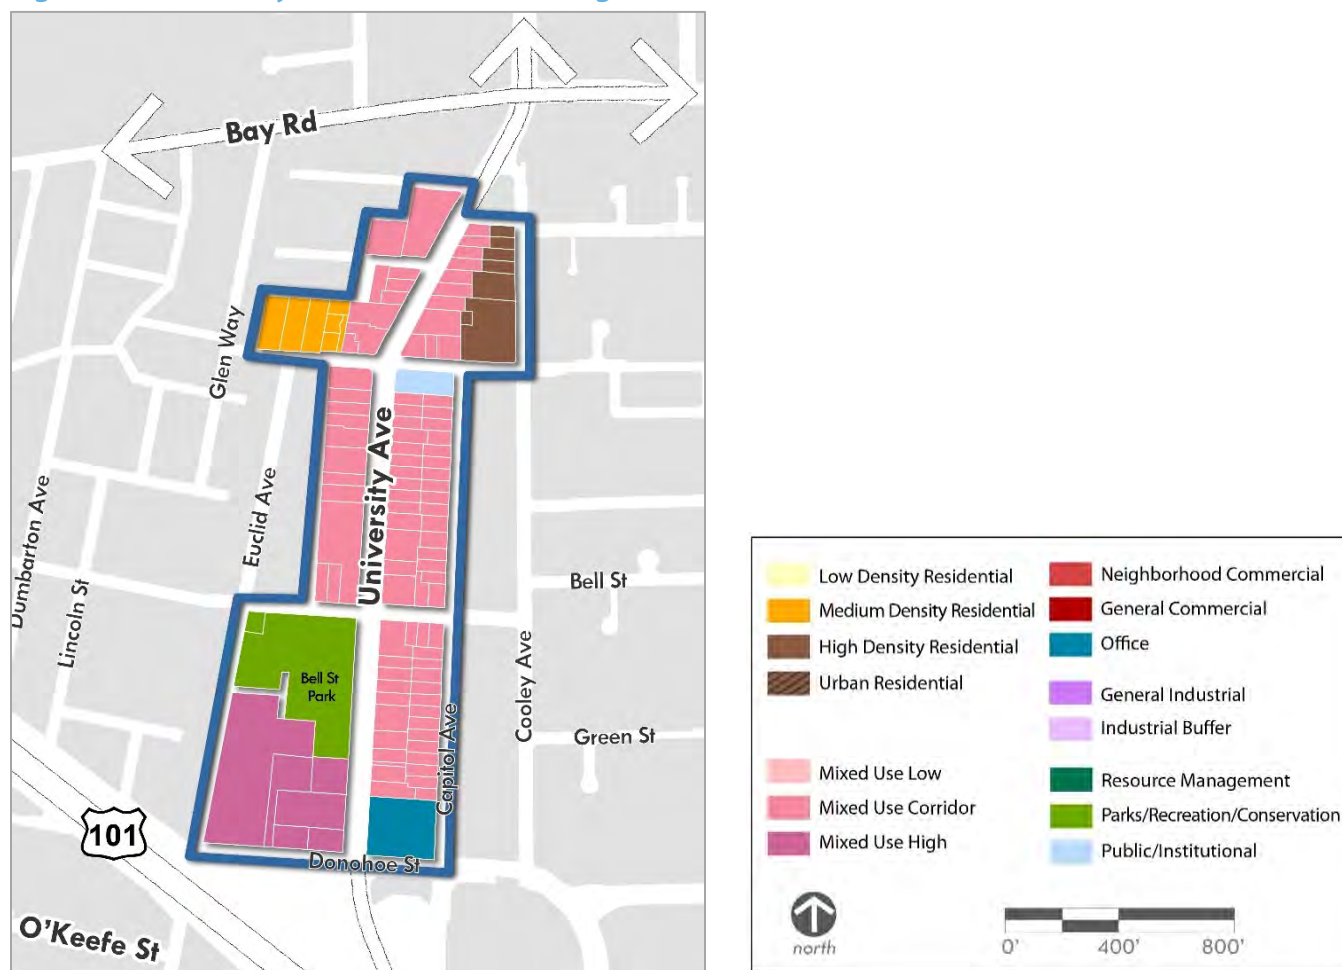 Bay Rd
Glen Way
University Ave
Euclid Ave
Dumbarton Ave
Lincoln St
Bell St
Bell St
Park
Cooley Ave
Green St
Capitol Ave
101
Donohoe St
O'Keefe St
Low Density Residential
Medium Density Residential
High Density Residential
Urban Residential
Mixed Use Low
Mixed Use Corridor
Mixed Use High
Neighborhood Commercial
General Commercial
Office
General Industrial
Industrial Buffer
Resource Management
Parks/Recreation/Conservation
Public/Institutional
north
0' 400' 800'